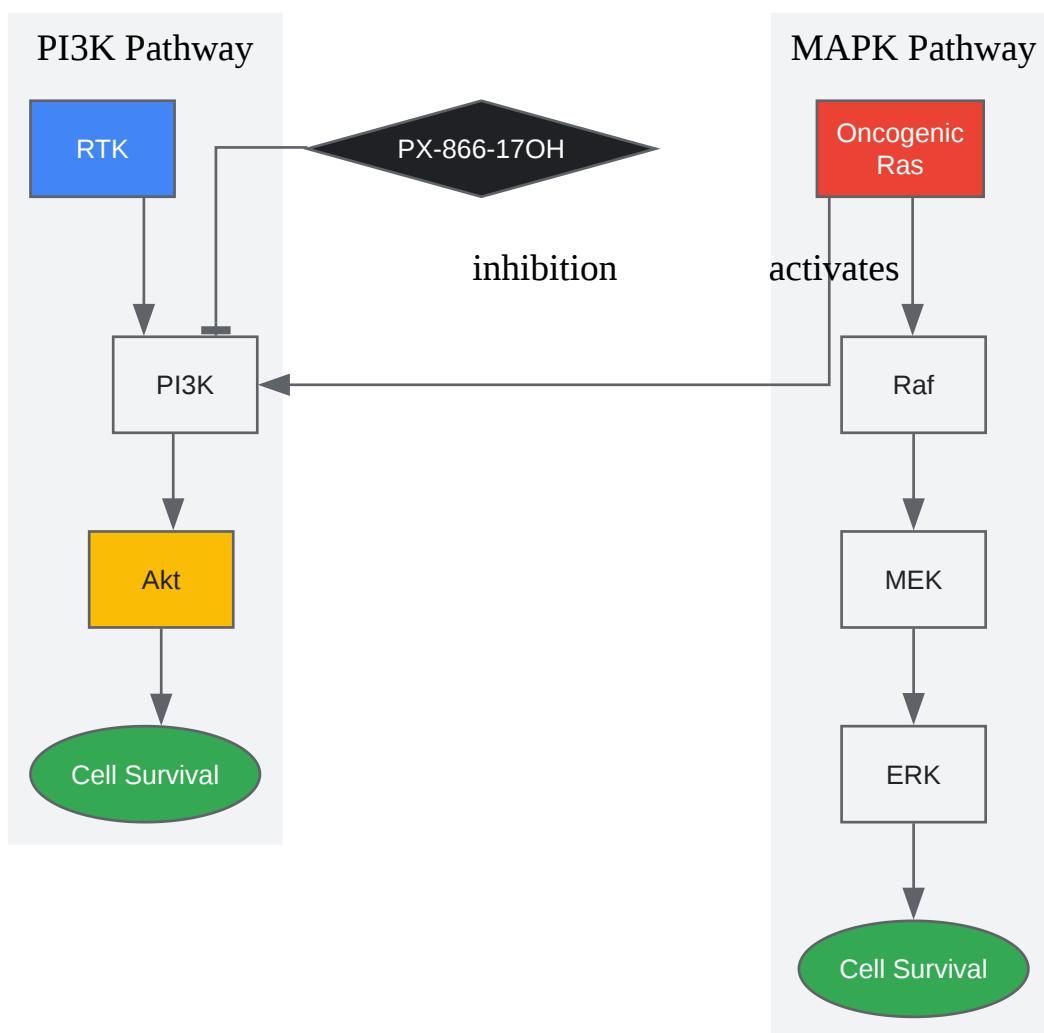 PI3K Pathway
MAPK Pathway
RTK
PX-866-17OH
Oncogenic
Ras
inhibition
activates
PI3K
Raf
Akt
MEK
Cell Survival
ERK
Cell Survival